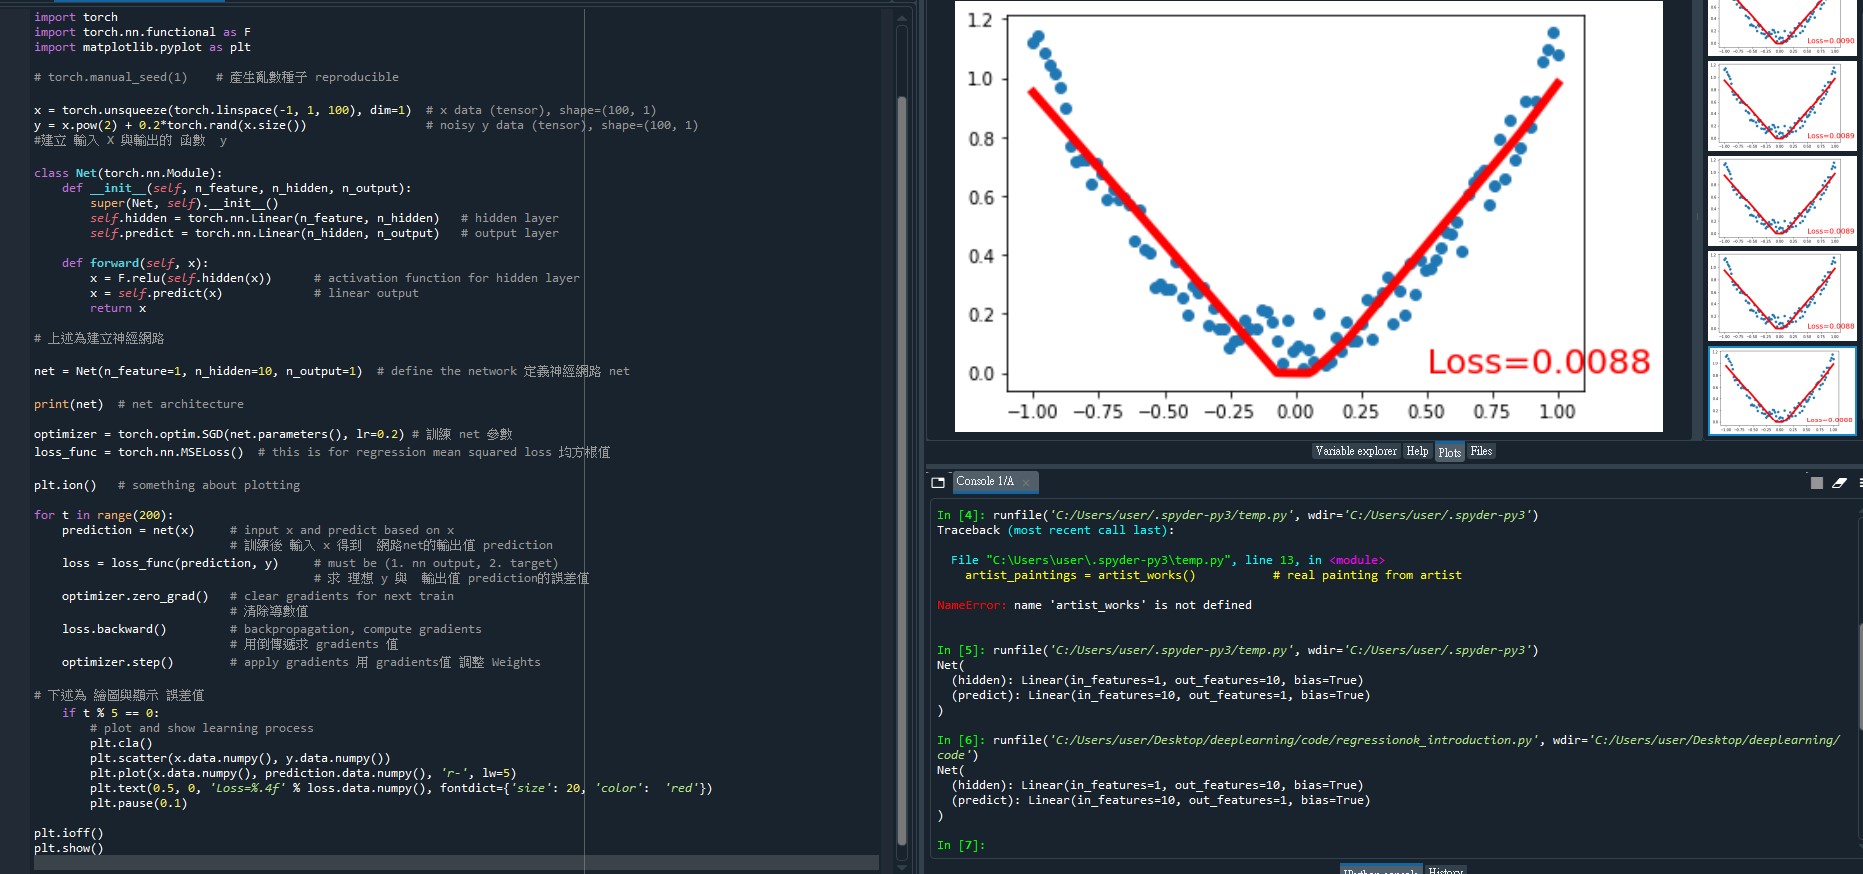 import torch
import torch.nn.functional as F
import matplotlib.pyplot as plt
# torch.manual_seed(1)    # 產生亂數種子 reproducible
x = torch.unsqueeze(torch.linspace(-1, 1, 100), dim=1)  # x data (tensor), shape=(100, 1)
y = x.pow(2) + 0.2*torch.rand(x.size())                 # noisy y data (tensor), shape=(100, 1)
#建立 輸入 X 與輸出的 函數  y
class Net(torch.nn.Module):
    def __init__(self, n_feature, n_hidden, n_output):
        super(Net, self).__init__()
        self.hidden = torch.nn.Linear(n_feature, n_hidden)   # hidden layer
        self.predict = torch.nn.Linear(n_hidden, n_output)   # output layer
    def forward(self, x):
        x = F.relu(self.hidden(x))      # activation function for hidden layer
        x = self.predict(x)             # linear output
        return x
# 上述為建立神經網路
net = Net(n_feature=1, n_hidden=10, n_output=1)  # define the network 定義神經網路 net
print(net)  # net architecture
optimizer = torch.optim.SGD(net.parameters(), lr=0.2) # 訓練 net 參數
loss_func = torch.nn.MSELoss()  # this is for regression mean squared loss 均方根值
plt.ion()   # something about plotting
for t in range(200):
    prediction = net(x)     # input x and predict based on x
                            # 訓練後 輸入 x 得到  網路net的輸出值 prediction
    loss = loss_func(prediction, y)     # must be (1. nn output, 2. target)
                                        # 求 理想 y 與  輸出值 prediction的誤差值
    optimizer.zero_grad()   # clear gradients for next train
                            # 清除導數值
    loss.backward()         # backpropagation, compute gradients
                            # 用倒傳遞求 gradients 值
    optimizer.step()        # apply gradients 用 gradients值 調整 Weights
# 下述為 繪圖與顯示 誤差值
    if t % 5 == 0:
        # plot and show learning process
        plt.cla()
        plt.scatter(x.data.numpy(), y.data.numpy())
        plt.plot(x.data.numpy(), prediction.data.numpy(), 'r-', lw=5)
        plt.text(0.5, 0, 'Loss=%.4f' % loss.data.numpy(), fontdict={'size': 20, 'color':  'red'})
        plt.pause(0.1)
plt.ioff()
plt.show()
1.2
1.0
0.8
0.6
0.4
0.2
0.0
Loss=0.0088
−1.00 −0.75 −0.50 −0.25 0.00 0.25 0.50 0.75 1.00
Loss=0.0090
Loss=0.0089
Loss=0.0089
Loss=0.0088
Loss=0.0088
Variable explorer Help Plots Files
Console 1/A
In [4]: runfile('C:/Users/user/.spyder-py3/temp.py', wdir='C:/Users/user/.spyder-py3')
Traceback (most recent call last):
  File "C:\Users\user\.spyder-py3\temp.py", line 13, in <module>
    artist_paintings = artist_works()           # real painting from artist
NameError: name 'artist_works' is not defined
In [5]: runfile('C:/Users/user/.spyder-py3/temp.py', wdir='C:/Users/user/.spyder-py3')
Net(
  (hidden): Linear(in_features=1, out_features=10, bias=True)
  (predict): Linear(in_features=10, out_features=1, bias=True)
)
In [6]: runfile('C:/Users/user/Desktop/deeplearning/code/regressionok_introduction.py', wdir='C:/Users/user/Desktop/deeplearning/
code')
Net(
  (hidden): Linear(in_features=1, out_features=10, bias=True)
  (predict): Linear(in_features=10, out_features=1, bias=True)
)
In [7]:
IPython console History